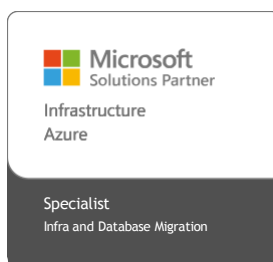 Microsoft
Solutions Partner
Infrastructure
Azure
Specialist
Infra and Database Migration